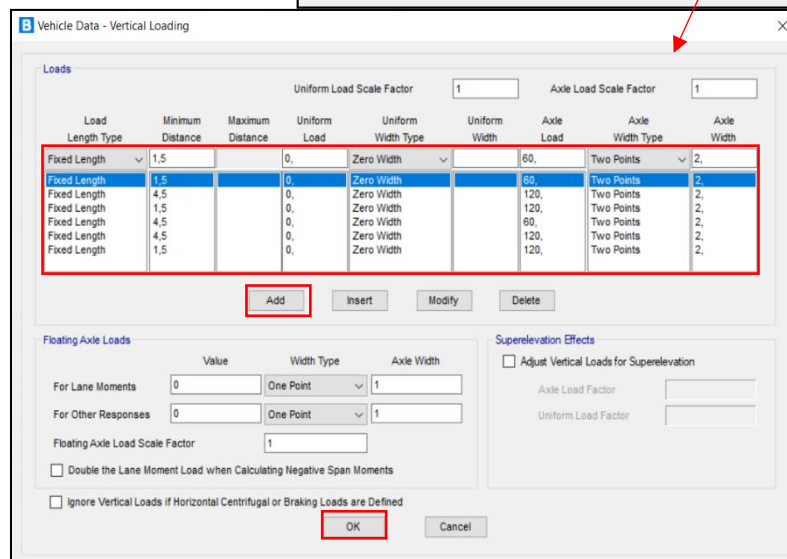 B Vehicle Data - Vertical Loading
Loads
Uniform Load Scale Factor 1 Axle Load Scale Factor 1
Load Minimum Maximum Uniform Uniform Uniform Axle Axle Axle
Length Type Distance Distance Load Width Type Width Load Width Type Width
Fixed Length 1,5 0, Zero Width 60, Two Points 2,
Fixed Length 1,5 0, Zero Width 60, Two Points 2,
Fixed Length 4,5 0, Zero Width 120, Two Points 2,
Fixed Length 1,5 0, Zero Width 120, Two Points 2,
Fixed Length 4,5 0, Zero Width 60, Two Points 2,
Fixed Length 4,5 0, Zero Width 120, Two Points 2,
Fixed Length 1,5 0, Zero Width 120, Two Points 2,
Add Insert Modify Delete
Floating Axle Loads Superelevation Effects
Value Width Type Axle Width Adjust Vertical Loads for Superelevation
For Lane Moments 0 One Point 1 Axle Load Factor
For Other Responses 0 One Point 1 Uniform Load Factor
Floating Axle Load Scale Factor 1
Double the Lane Moment Load when Calculating Negative Span Moments
Ignore Vertical Loads if Horizontal Centrifugal or Braking Loads are Defined
OK Cancel